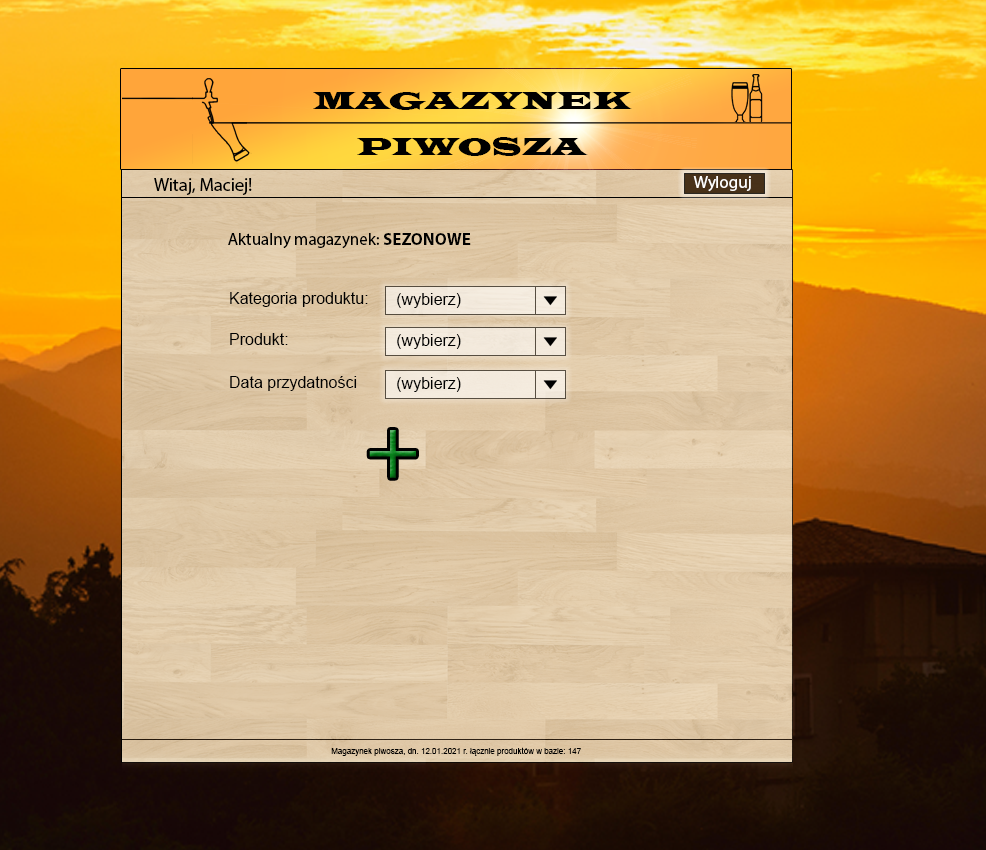 MAGAZYNEK
PIWOSZA
Witaj, Maciej!
Wyloguj
Aktualny magazynek: SEZONOWE
Kategoria produktu: (wybierz)
Produkt: (wybierz)
Data przydatności (wybierz)
Magazynek piwosza, dn. 12.01.2021 r. łącznie produktów w bazie: 147